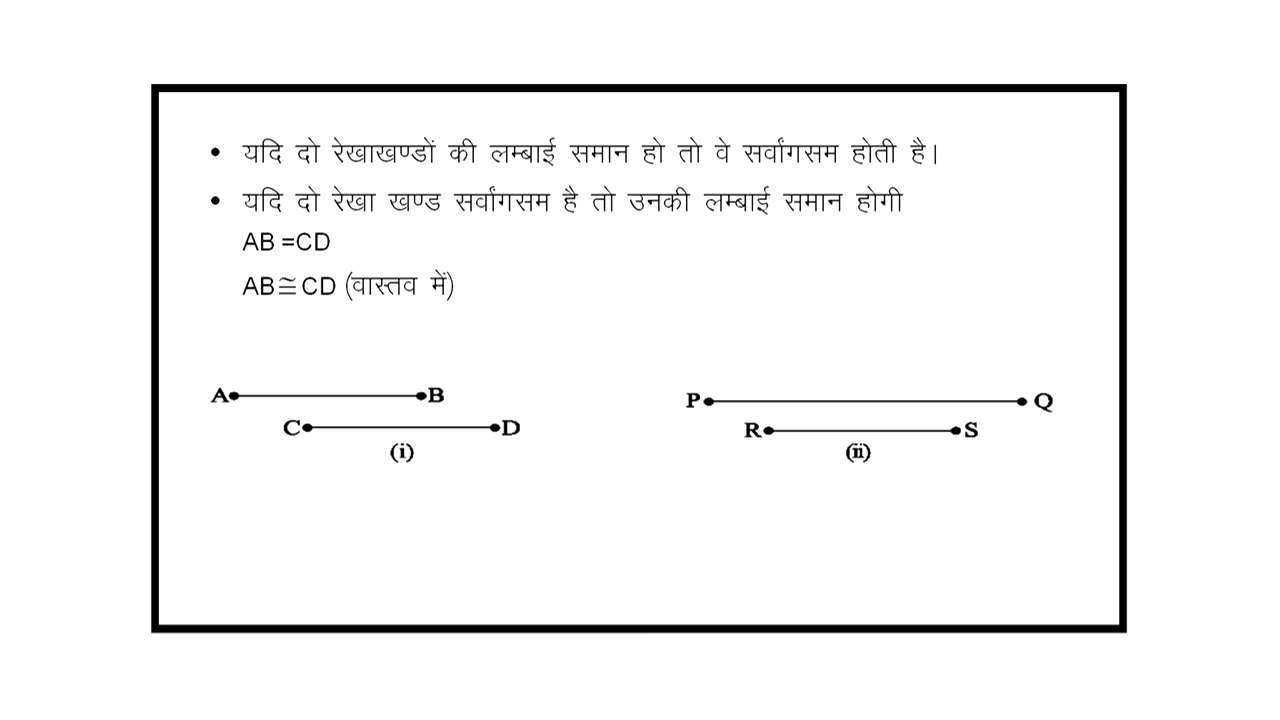 • यदि दो रेखाखण्डों की लम्बाई समान हो तो वे सर्वांगसम होती है।
• यदि दो रेखा खण्ड सर्वांगसम है तो उनकी लम्बाई समान होगी
AB =CD
AB≅CD (वास्तव में)
A B P Q
C D R S
(i) (ii)